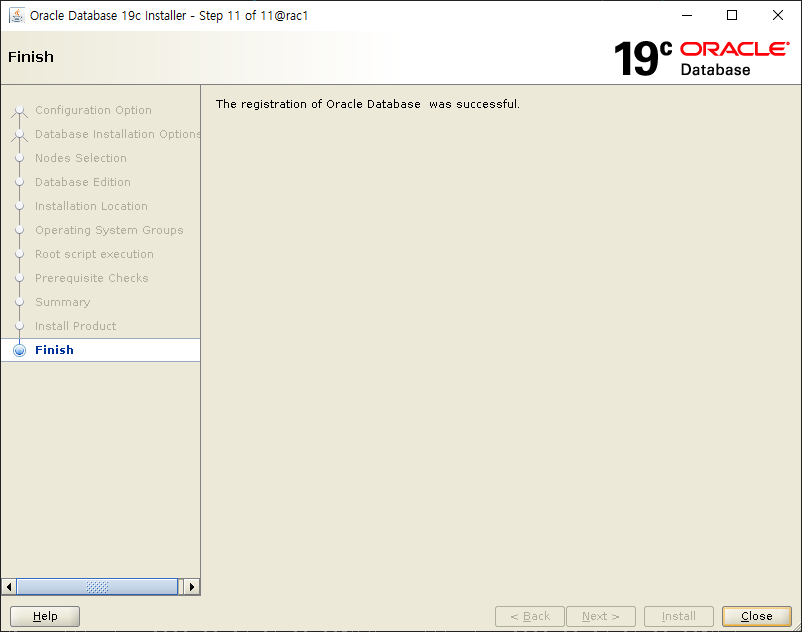 Oracle Database 19c Installer - Step 11 of 11@rac1
Finish
19c ORACLE®
Database
Configuration Option
Database Installation Options
Nodes Selection
Database Edition
Installation Location
Operating System Groups
Root script execution
Prerequisite Checks
Summary
Install Product
Finish
The registration of Oracle Database  was successful.
Help
< Back
Next >
Install
Close